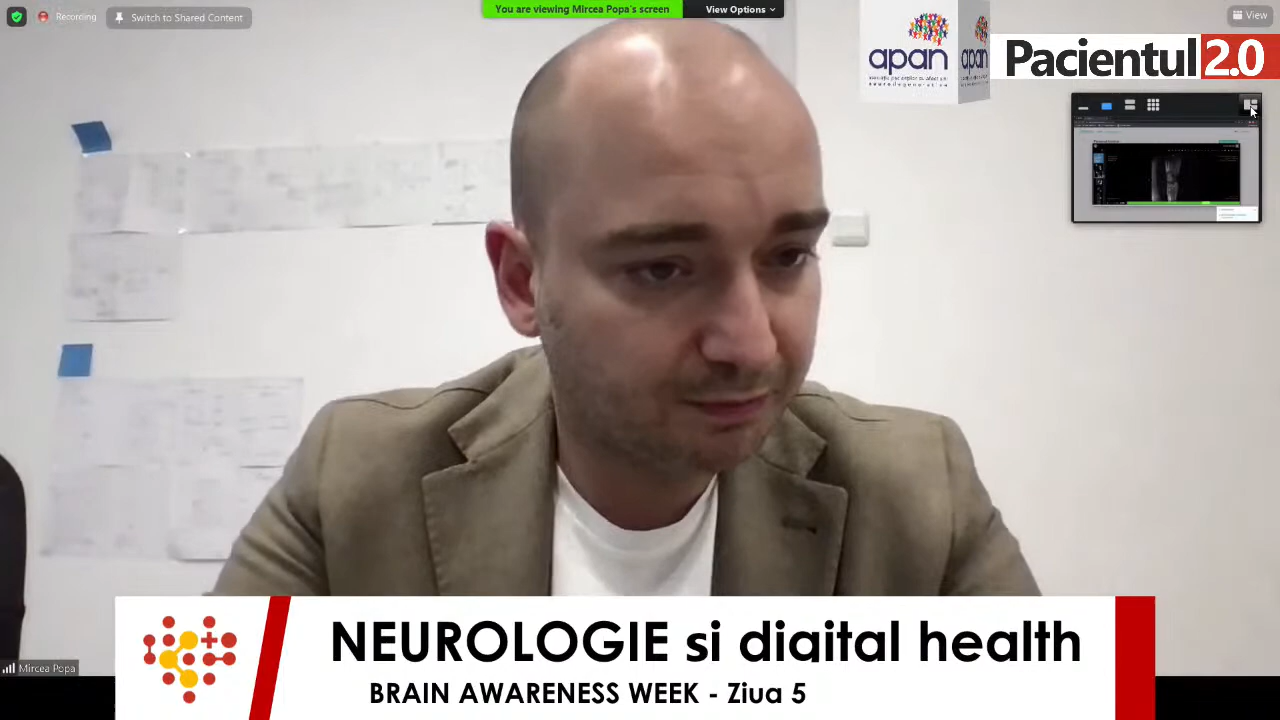 Recording
Switch to Shared Content
You are viewing Mircea Popa's screen
View Options
View
apan
apan
Pacientul 2.0
Mircea Popa
NEUROLOGIE si digital health
BRAIN AWARENESS WEEK - Ziua 5